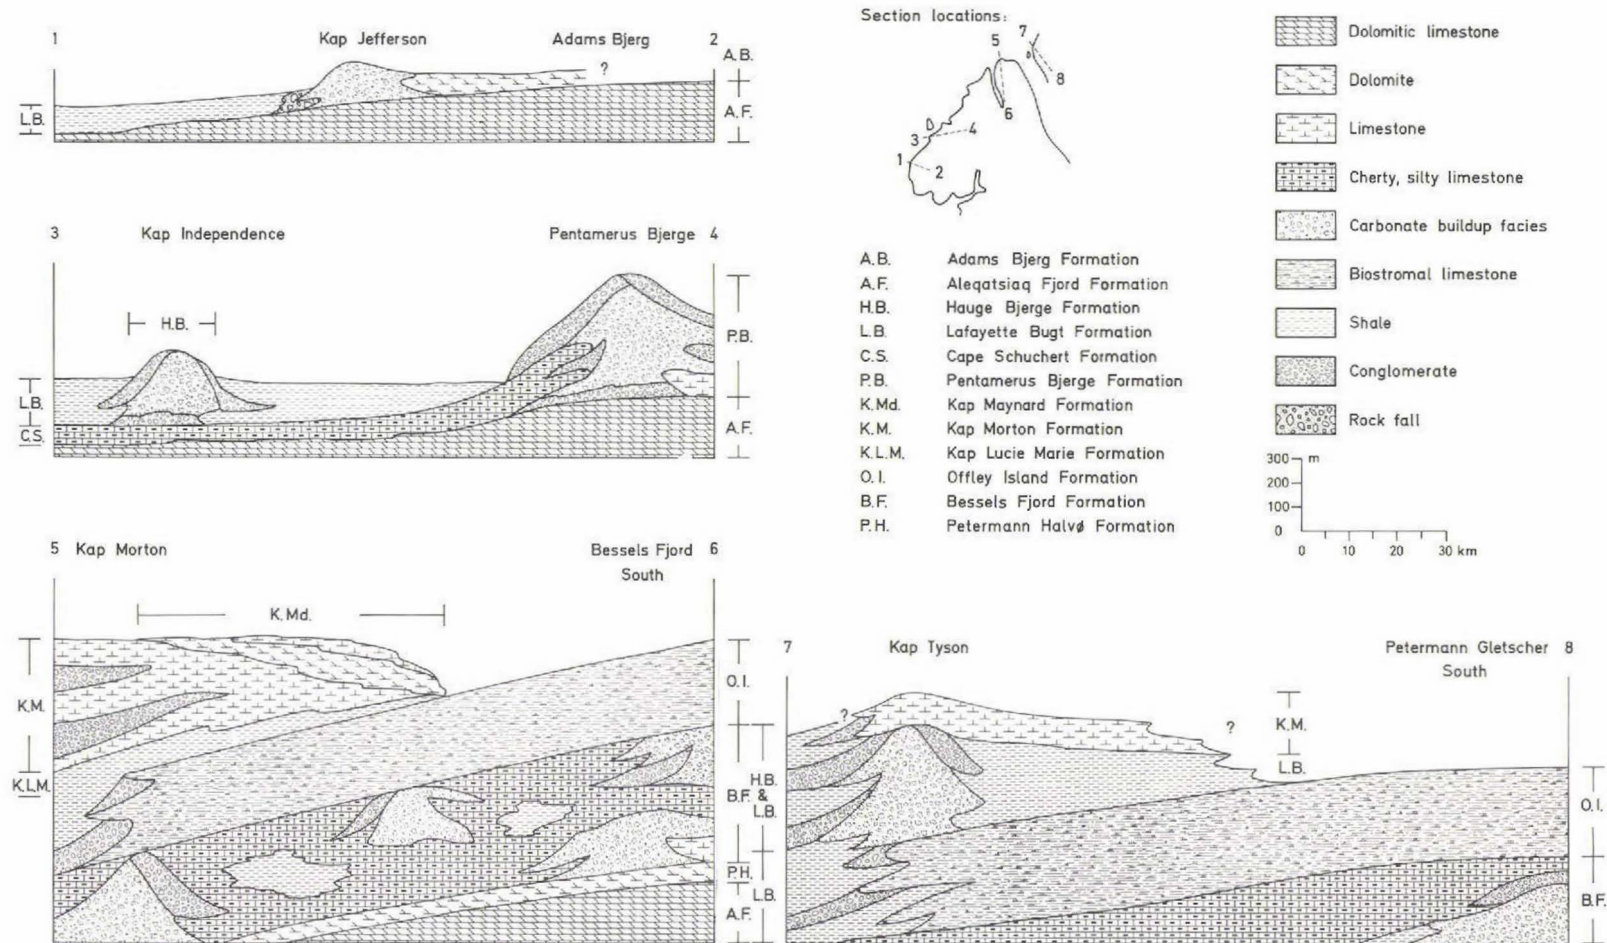 1 Kap Jefferson Adams Bjerg 2
A.B.
?
L.B.
A.F.
3 Kap Independence Pentamerus Bjerge 4
H.B.
P.B.
L.B.
C.S.
A.F.
5 Kap Morton Bessels Fjord 6
South
K.Md.
O.I.
K.M.
K.L.M.
H.B.
B.F. &
L.B.
P.H.
L.B.
A.F.
Section locations:
5
7
8
6
3
4
1
2
A.B. Adams Bjerg Formation
A.F. Aleqatsiaq Fjord Formation
H.B. Hauge Bjerge Formation
L.B. Lafayette Bugt Formation
C.S. Cape Schuchert Formation
P.B. Pentamerus Bjerge Formation
K.Md. Kap Maynard Formation
K.M. Kap Morton Formation
K.L.M. Kap Lucie Marie Formation
O.I. Offley Island Formation
B.F. Bessels Fjord Formation
P.H. Petermann Halvø Formation
Dolomitic limestone
Dolomite
Limestone
Cherty, silty limestone
Carbonate buildup facies
Biostromal limestone
Shale
Conglomerate
Rock fall
300 m
200
100
0
0 10 20 30 km
7 Kap Tyson Petermann Gletscher 8
South
?
?
K.M.
L.B.
O.I.
B.F.